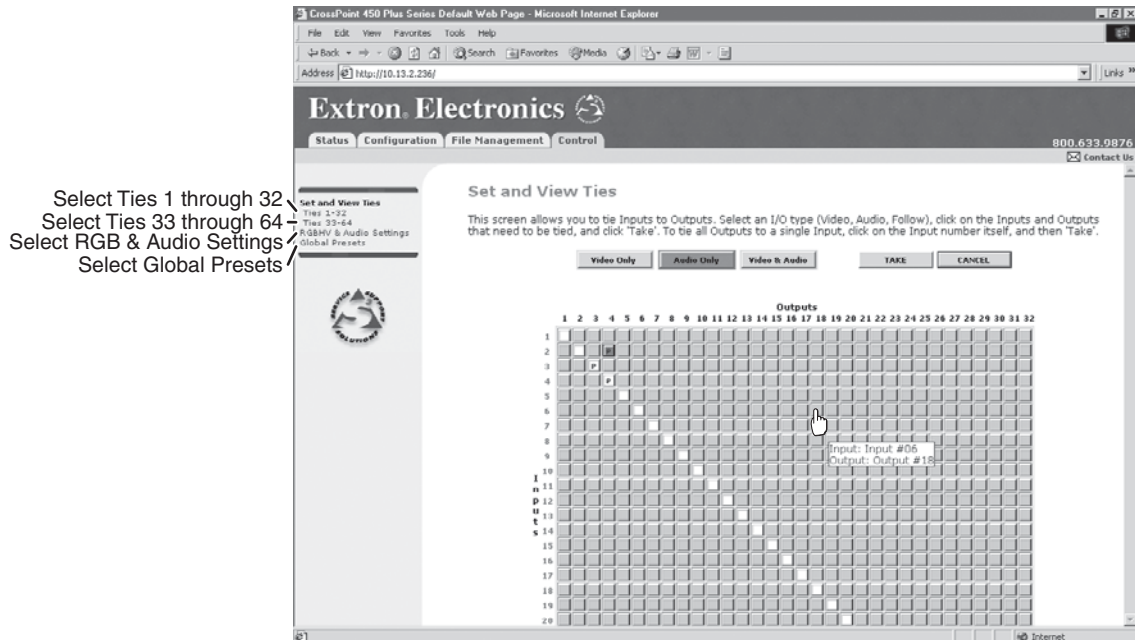 CrossPoint 450 Plus Series Default Web Page - Microsoft Internet Explorer
File Edit View Favorites Tools Help
Back Search Favorites Media
Address http://10.13.2.236/ Links »
Extron® Electronics
Status Configuration File Management Control
800.633.9876
Contact Us
Select Ties 1 through 32
Select Ties 33 through 64
Select RGB & Audio Settings
Select Global Presets
Set and View Ties
Ties 1-32
Ties 33-64
RGBHV & Audio Settings
Global Presets
SERVICE SUPPORT SOLUTIONS
Set and View Ties
This screen allows you to tie Inputs to Outputs. Select an I/O type (Video, Audio, Follow), click on the Inputs and Outputs
that need to be tied, and click 'Take'. To tie all Outputs to a single Input, click on the Input number itself, and then 'Take'.
Video Only Audio Only Video & Audio TAKE CANCEL
Outputs
1 2 3 4 5 6 7 8 9 10 11 12 13 14 15 16 17 18 19 20 21 22 23 24 25 26 27 28 29 30 31 32
Inputs
1
2
3 P
4 P
5
6
7
8
9
10
11
12
13
14
15
16
17
18
19
20
Input: Input #06
Output: Output #18
Internet